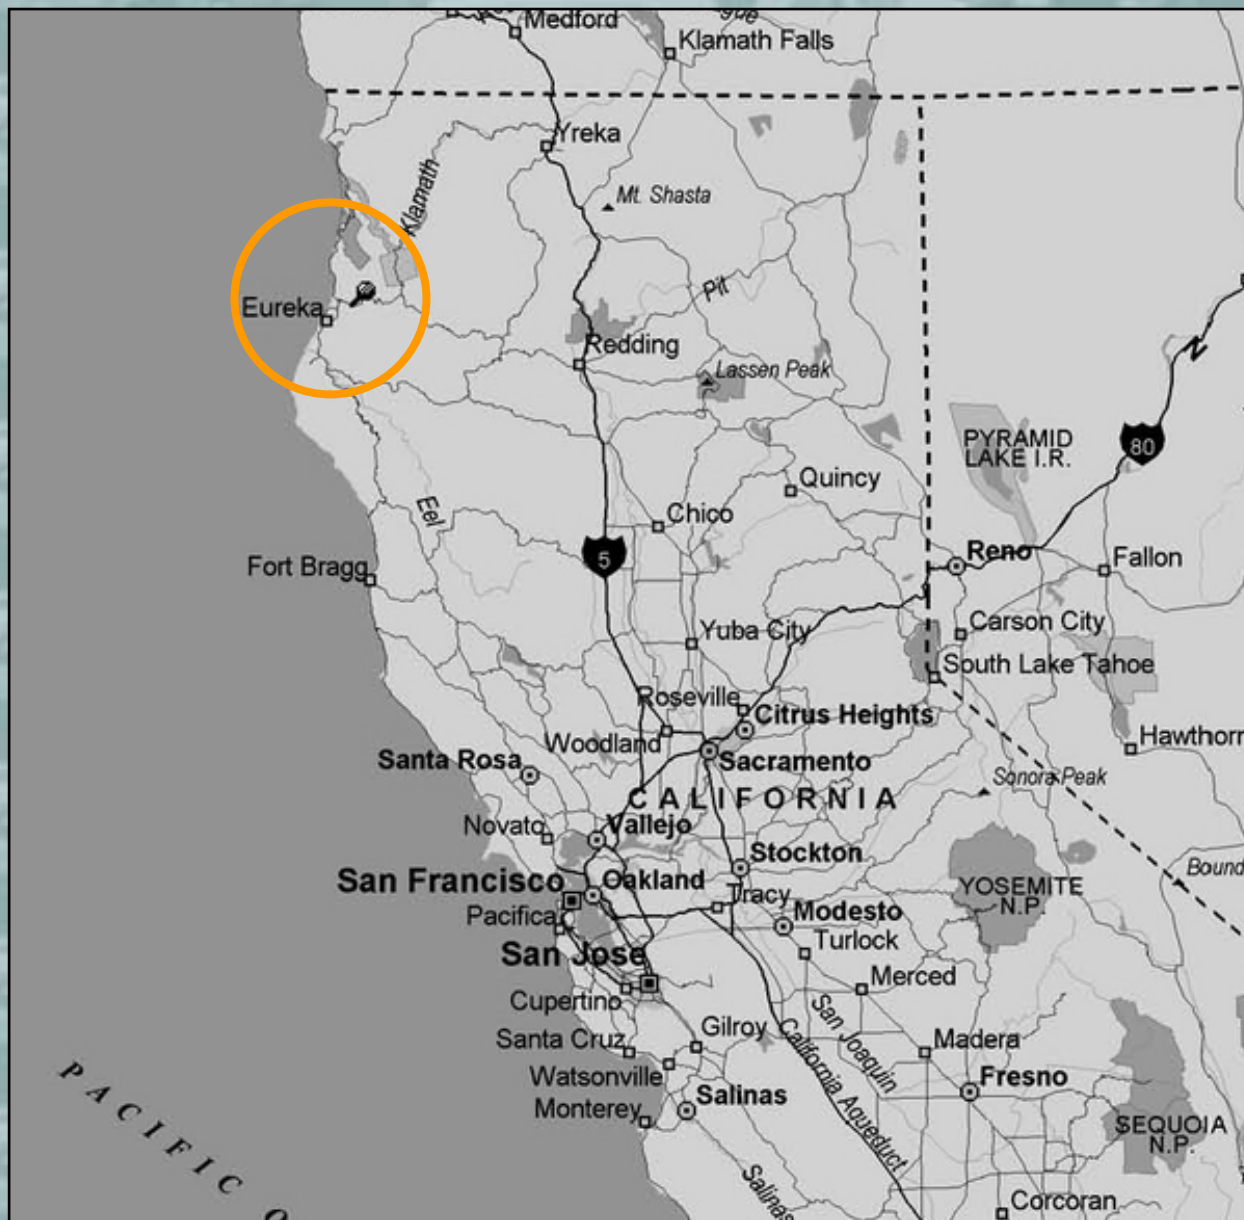 Medford
Klamath Falls
Yreka
Klamath
Mt. Shasta
Pit
Eureka
Redding
Lassen Peak
PYRAMID
LAKE I.R.
80
Quincy
Eel
Chico
5
Reno
Fallon
Fort Bragg
Yuba City
Carson City
South Lake Tahoe
Roseville
Citrus Heights
Woodland
Hawthorn
Santa Rosa
Sacramento
Sonora Peak
CALIFORNIA
Novato
Vallejo
Stockton
Bound
San Francisco
Oakland
Tracy
YOSEMITE
N.P.
Pacifica
Modesto
Turlock
San Jose
Merced
Cupertino
San Joaquin
Santa Cruz
Gilroy
California Aqueduct
Madera
Watsonville
Fresno
PACIFIC O
Monterey
Salinas
SEQUOIA
N.P.
Salinas
Corcoran